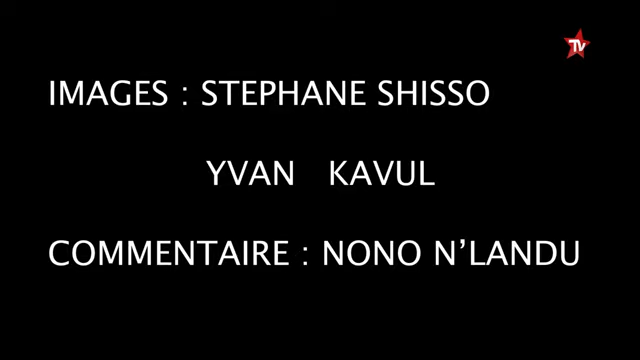 TV
IMAGES : STEPHANE SHISSO
YVAN KAVUL
COMMENTAIRE : NONO N’LANDU